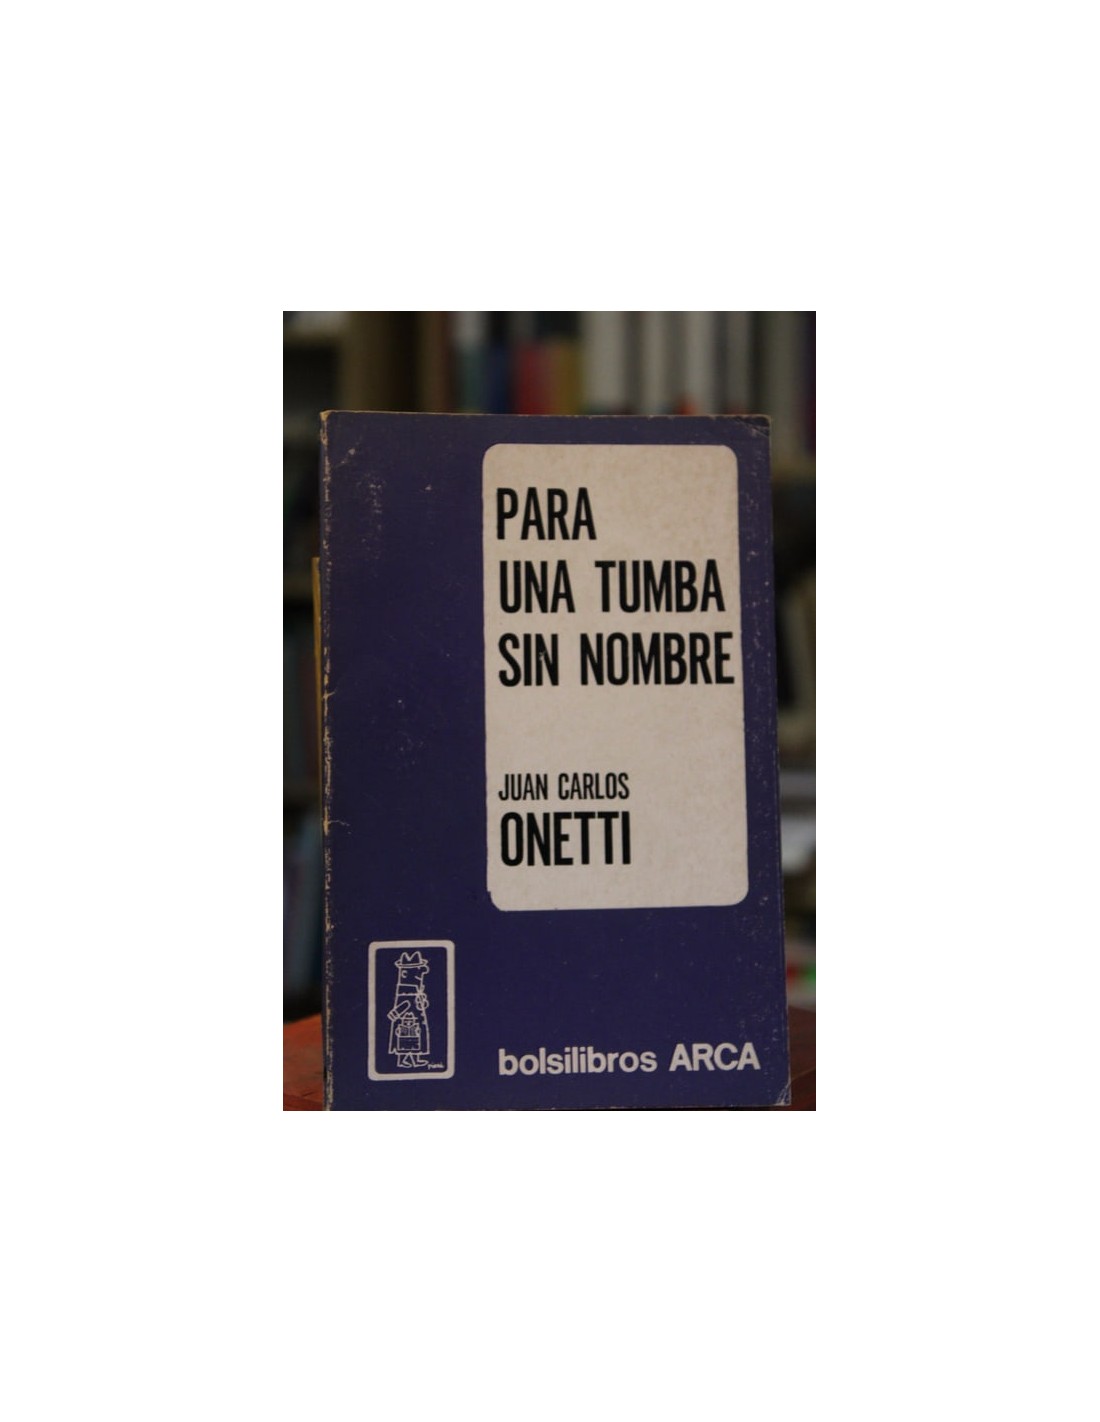 PARA
UNA TUMBA
SIN NOMBRE
JUAN CARLOS
ONETTI
bolsilibros ARCA